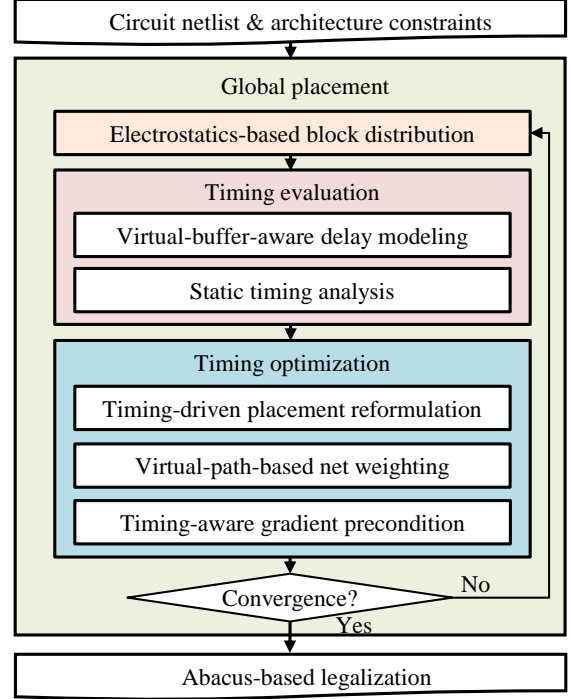 Circuit netlist & architecture constraints
Global placement
Electrostatics-based block distribution
Timing evaluation
Virtual-buffer-aware delay modeling
Static timing analysis
Timing optimization
Timing-driven placement reformulation
Virtual-path-based net weighting
Timing-aware gradient precondition
Convergence?
No
Yes
Abacus-based legalization